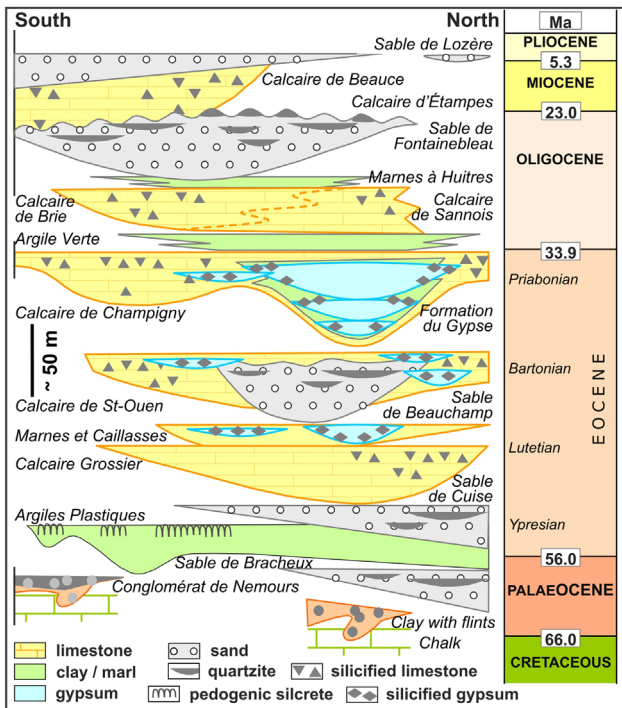 South
North
Ma
Sable de Lozère
PLIOCENE
5.3
Calcaire de Beauce
MIOCENE
Calcaire d'Étampes
23.0
Sable de
Fontainebleau
OLIGOCENE
Marnes à Huitres
Calcaire
de Brie
Calcaire
de Sannois
Argile Verte
33.9
Priabonian
Calcaire de Champigny
Formation
du Gypse
~ 50 m
Bartonian
EOCENE
Calcaire de St-Ouen
Sable
de Beauchamp
Marnes et Caillasses
Lutetian
Calcaire Grossier
Sable
de Cuise
Argiles Plastiques
Ypresian
Sable de Bracheux
56.0
Conglomérat de Nemours
PALAEOCENE
Clay with flints
Chalk
66.0
CRETACEOUS
limestone
sand
clay / marl
quartzite
silicified limestone
gypsum
pedogenic silcrete
silicified gypsum